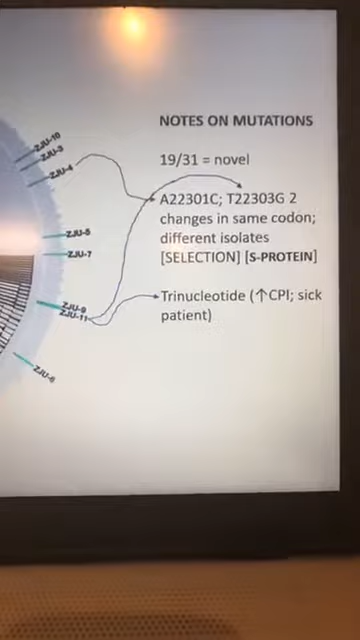 NOTES ON MUTATIONS
ZJU-10
ZJU-3
ZJU-4
19/31 = novel
A22301C; T22303G 2
changes in same codon;
different isolates
[SELECTION] [S-PROTEIN]
ZJU-5
ZJU-7
Trinucleotide (↑CPI; sick
patient)
ZJU-9
ZJU-11
ZJU-6